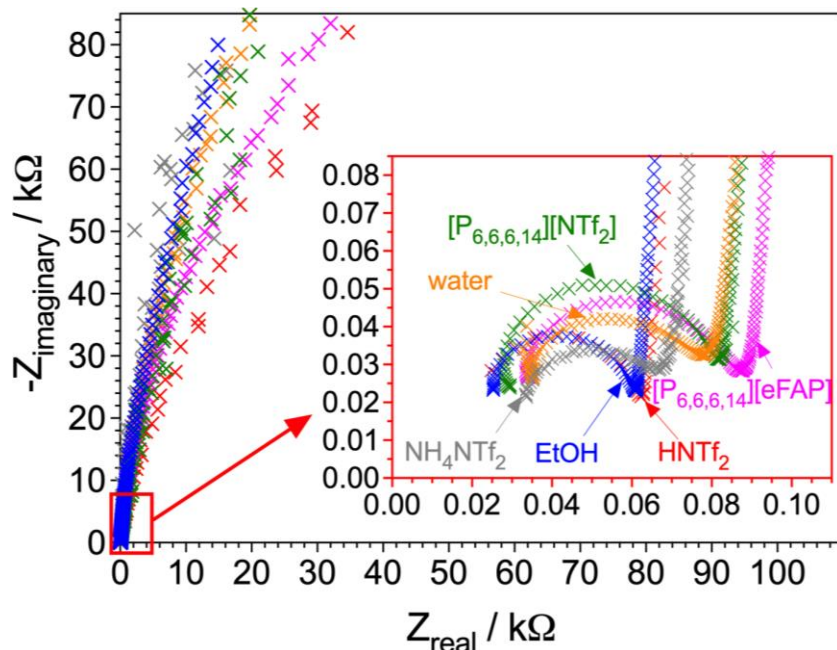 -Z_imaginary / kΩ
80
70
60
50
40
30
20
10
0
0 10 20 30 40 50 60 70 80 90 100
Z_real / kΩ
0.08
0.07
0.06
0.05
0.04
0.03
0.02
0.01
0.00
0.00 0.02 0.04 0.06 0.08 0.10
[P6,6,6,14][NTf2]
water
[P6,6,6,14][eFAP]
NH4NTf2
EtOH
HNTf2